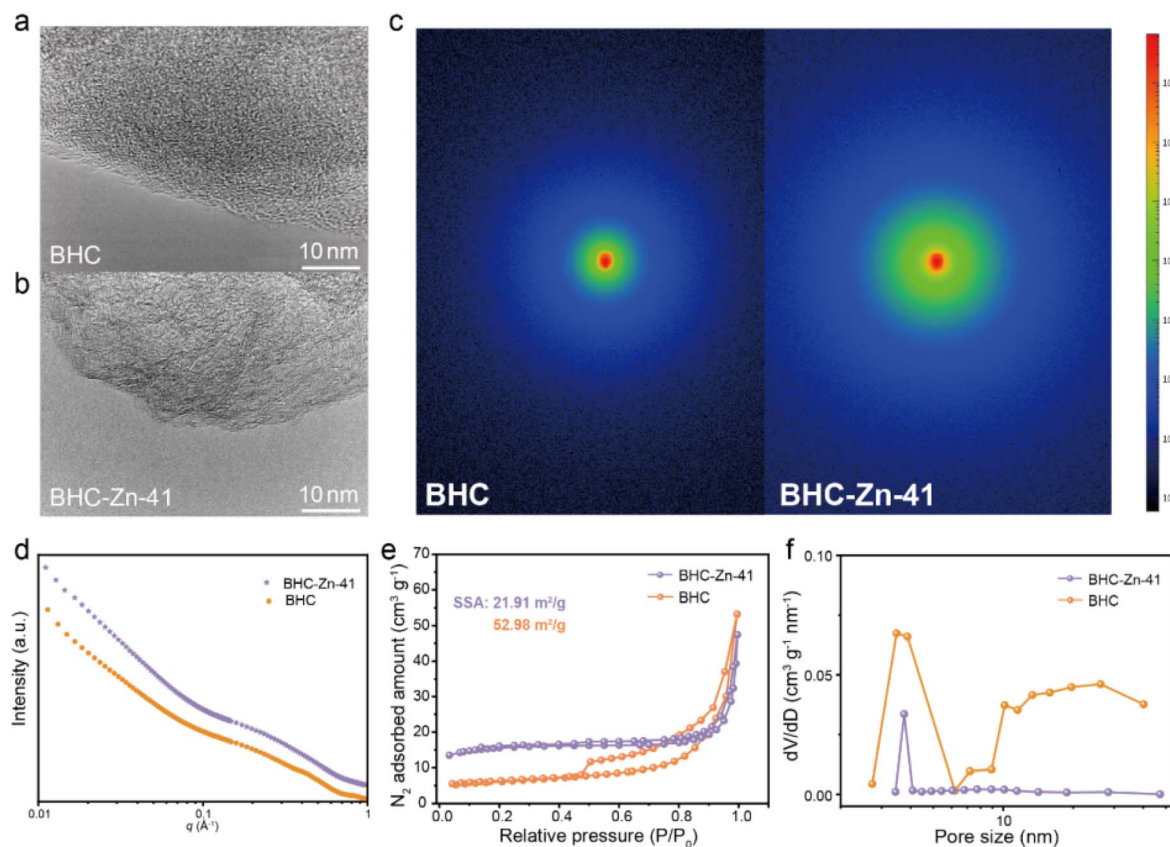 a
BHC
10 nm
b
BHC-Zn-41
10 nm
c
BHC
BHC-Zn-41
d
BHC-Zn-41
BHC
Intensity (a.u.)
0.01
0.1
1
q (Å⁻¹)
e
70
60
50
40
30
20
10
0
N₂ adsorbed amount (cm³ g⁻¹)
SSA: 21.91 m²/g
52.98 m²/g
BHC-Zn-41
BHC
0.0 0.2 0.4 0.6 0.8 1.0
Relative pressure (P/P₀)
f
0.10
0.05
0.00
dV/dD (cm³ g⁻¹ nm⁻¹)
BHC-Zn-41
BHC
10
Pore size (nm)